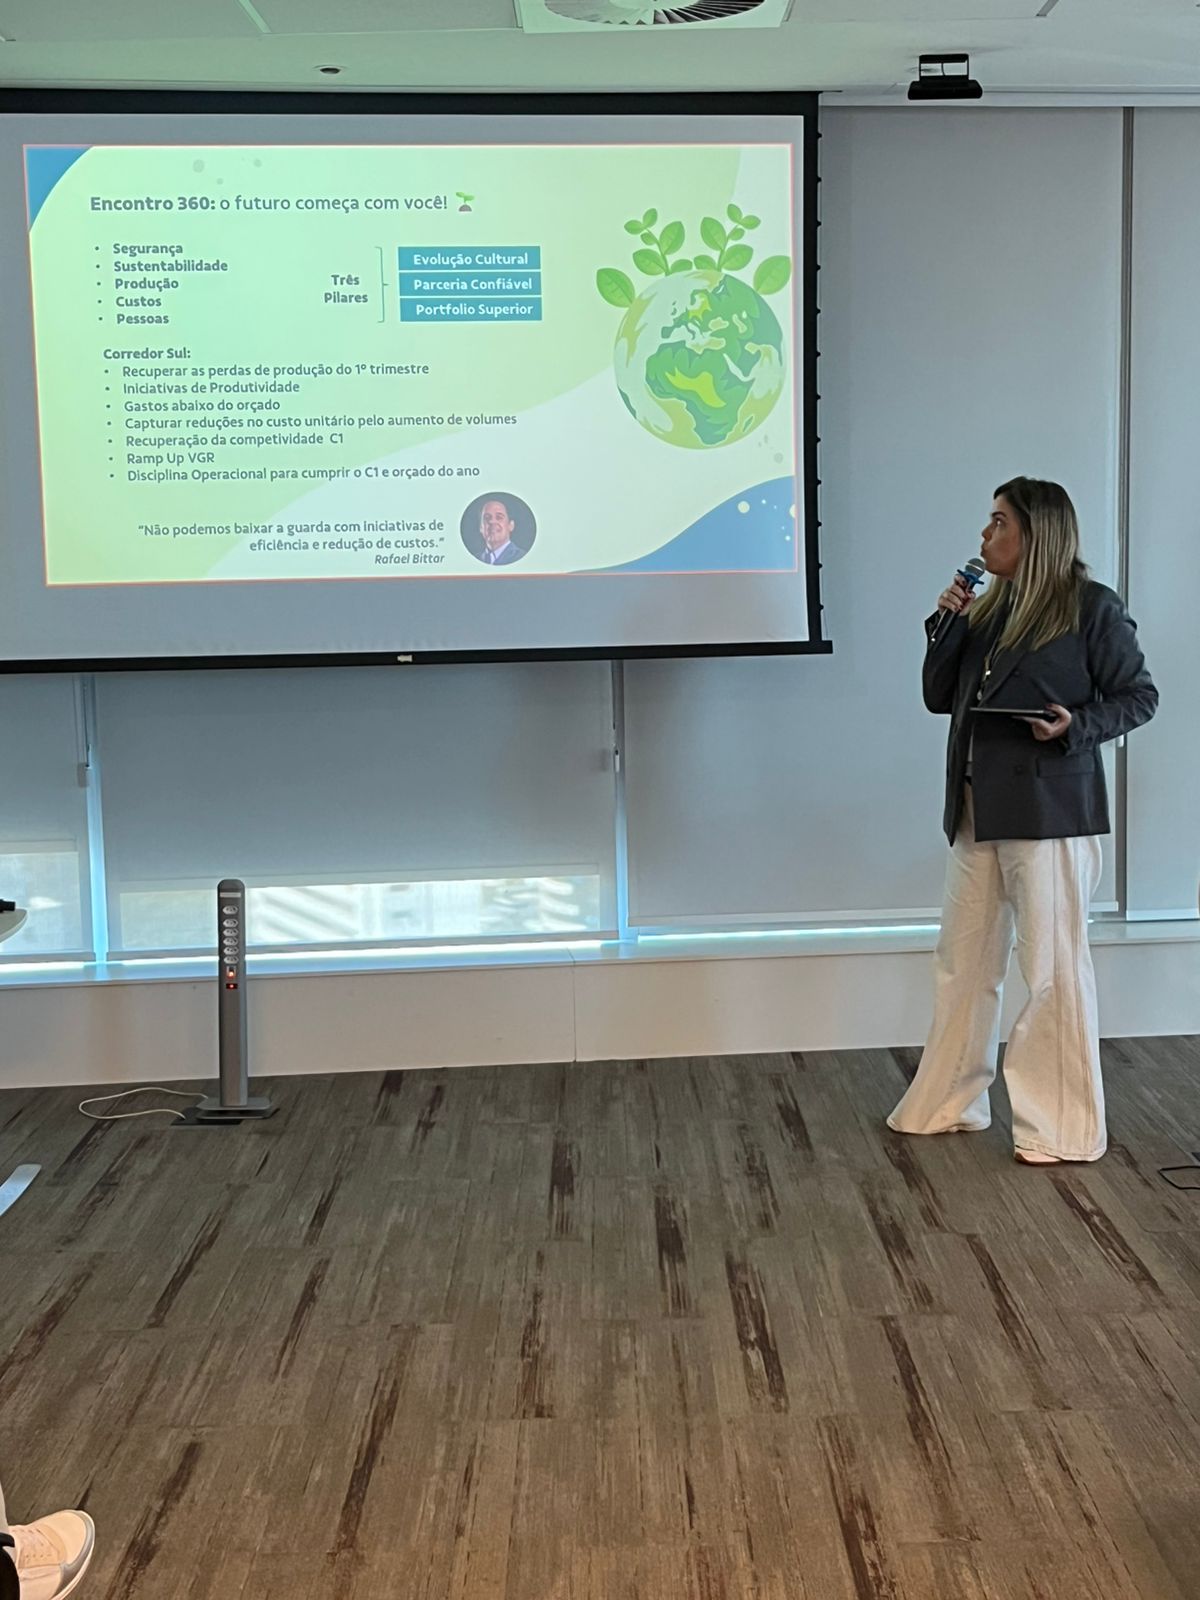 Encontro 360: o futuro começa com você!
• Segurança
• Sustentabilidade
• Produção
• Custos
• Pessoas
Três
Pilares
Evolução Cultural
Parceria Confiável
Portfolio Superior
Corredor Sul:
• Recuperar as perdas de produção do 1º trimestre
• Iniciativas de Produtividade
• Gastos abaixo do orçado
• Capturar reduções no custo unitário pelo aumento de volumes
• Recuperação da competividade C1
• Ramp Up VGR
• Disciplina Operacional para cumprir o C1 e orçado do ano
“Não podemos baixar a guarda com iniciativas de
eficiência e redução de custos.”
Rafael Bittar